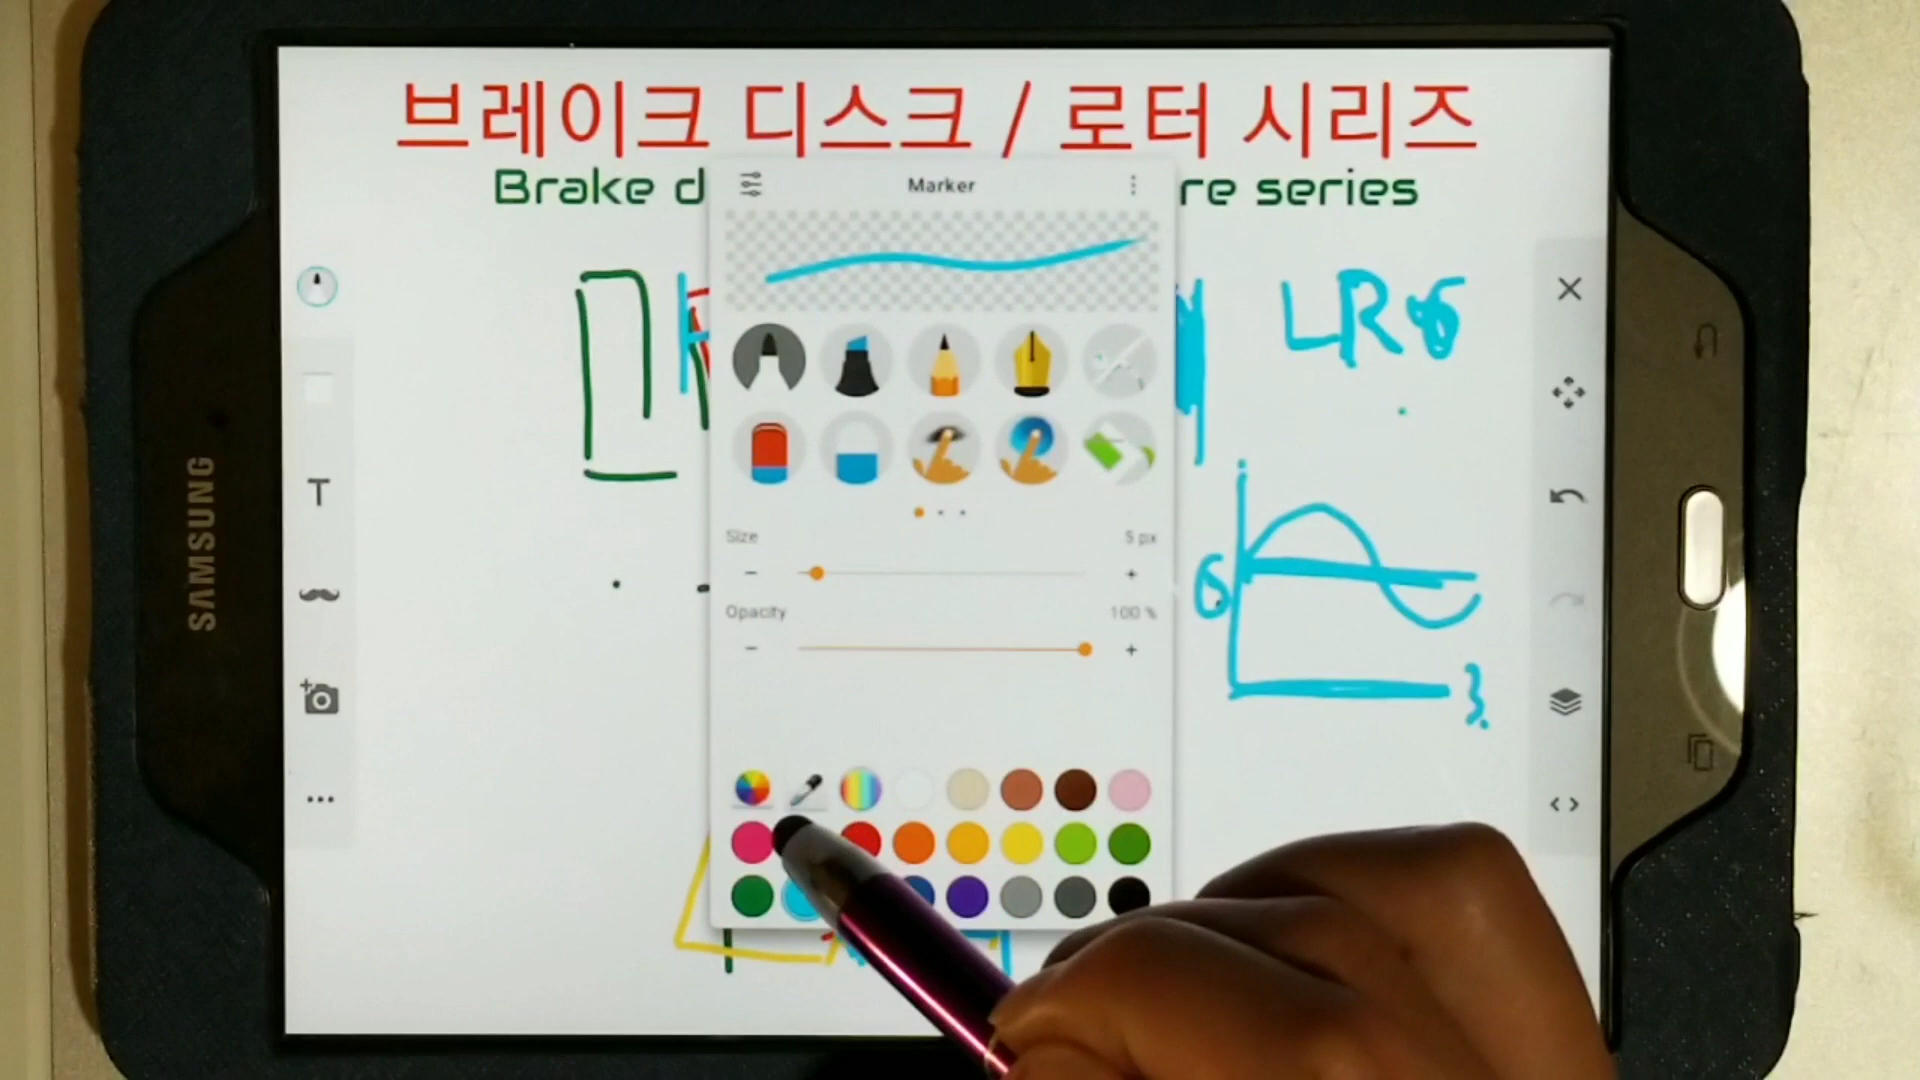 브레이크 디스크 / 로터 시리즈
Brake d
re series
Marker
LR
T
Size 5 px
- +
Opacity 100 %
- +
SAMSUNG